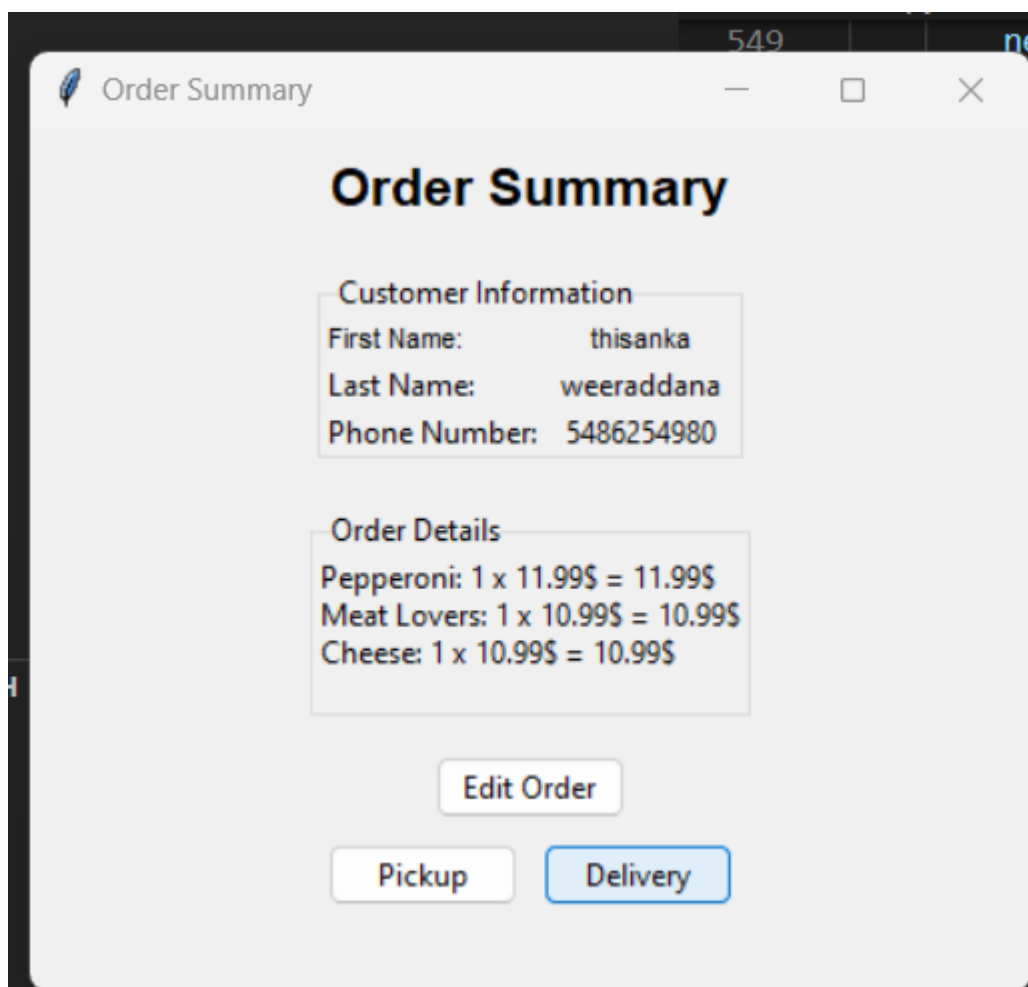 549
Order Summary
Order Summary
Customer Information
First Name: thisanka
Last Name: weeraddana
Phone Number: 5486254980
Order Details
Pepperoni: 1 x 11.99$ = 11.99$
Meat Lovers: 1 x 10.99$ = 10.99$
Cheese: 1 x 10.99$ = 10.99$
Edit Order
Pickup Delivery